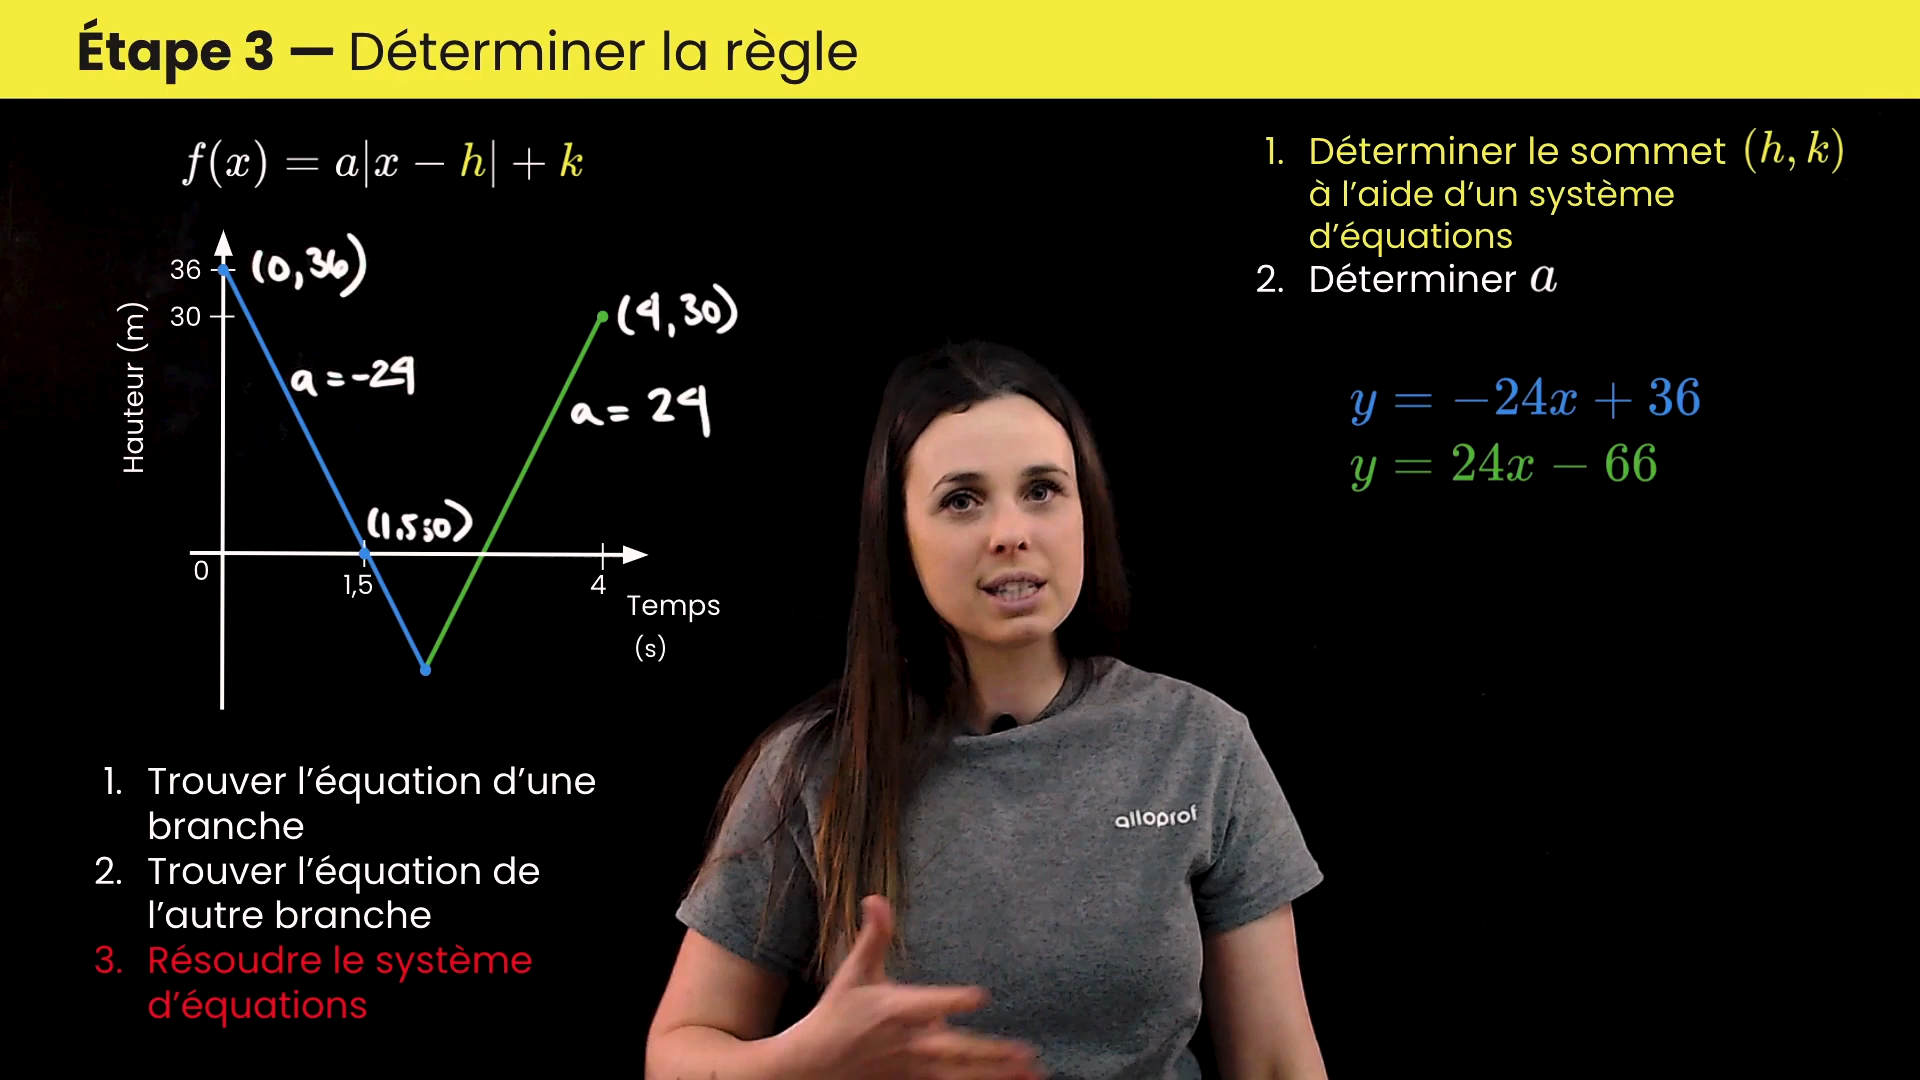 Étape 3 — Déterminer la règle
f(x) = a|x − h| + k
1. Déterminer le sommet (h, k)
à l’aide d’un système
d’équations
2. Déterminer a
36
(0,36)
30
(4,30)
Hauteur (m)
a=-24
a= 24
y = −24x + 36
y = 24x − 66
(1.5;0)
0
1,5
4
Temps
(s)
alloprof
1. Trouver l’équation d’une
branche
2. Trouver l’équation de
l’autre branche
3. Résoudre le système
d’équations